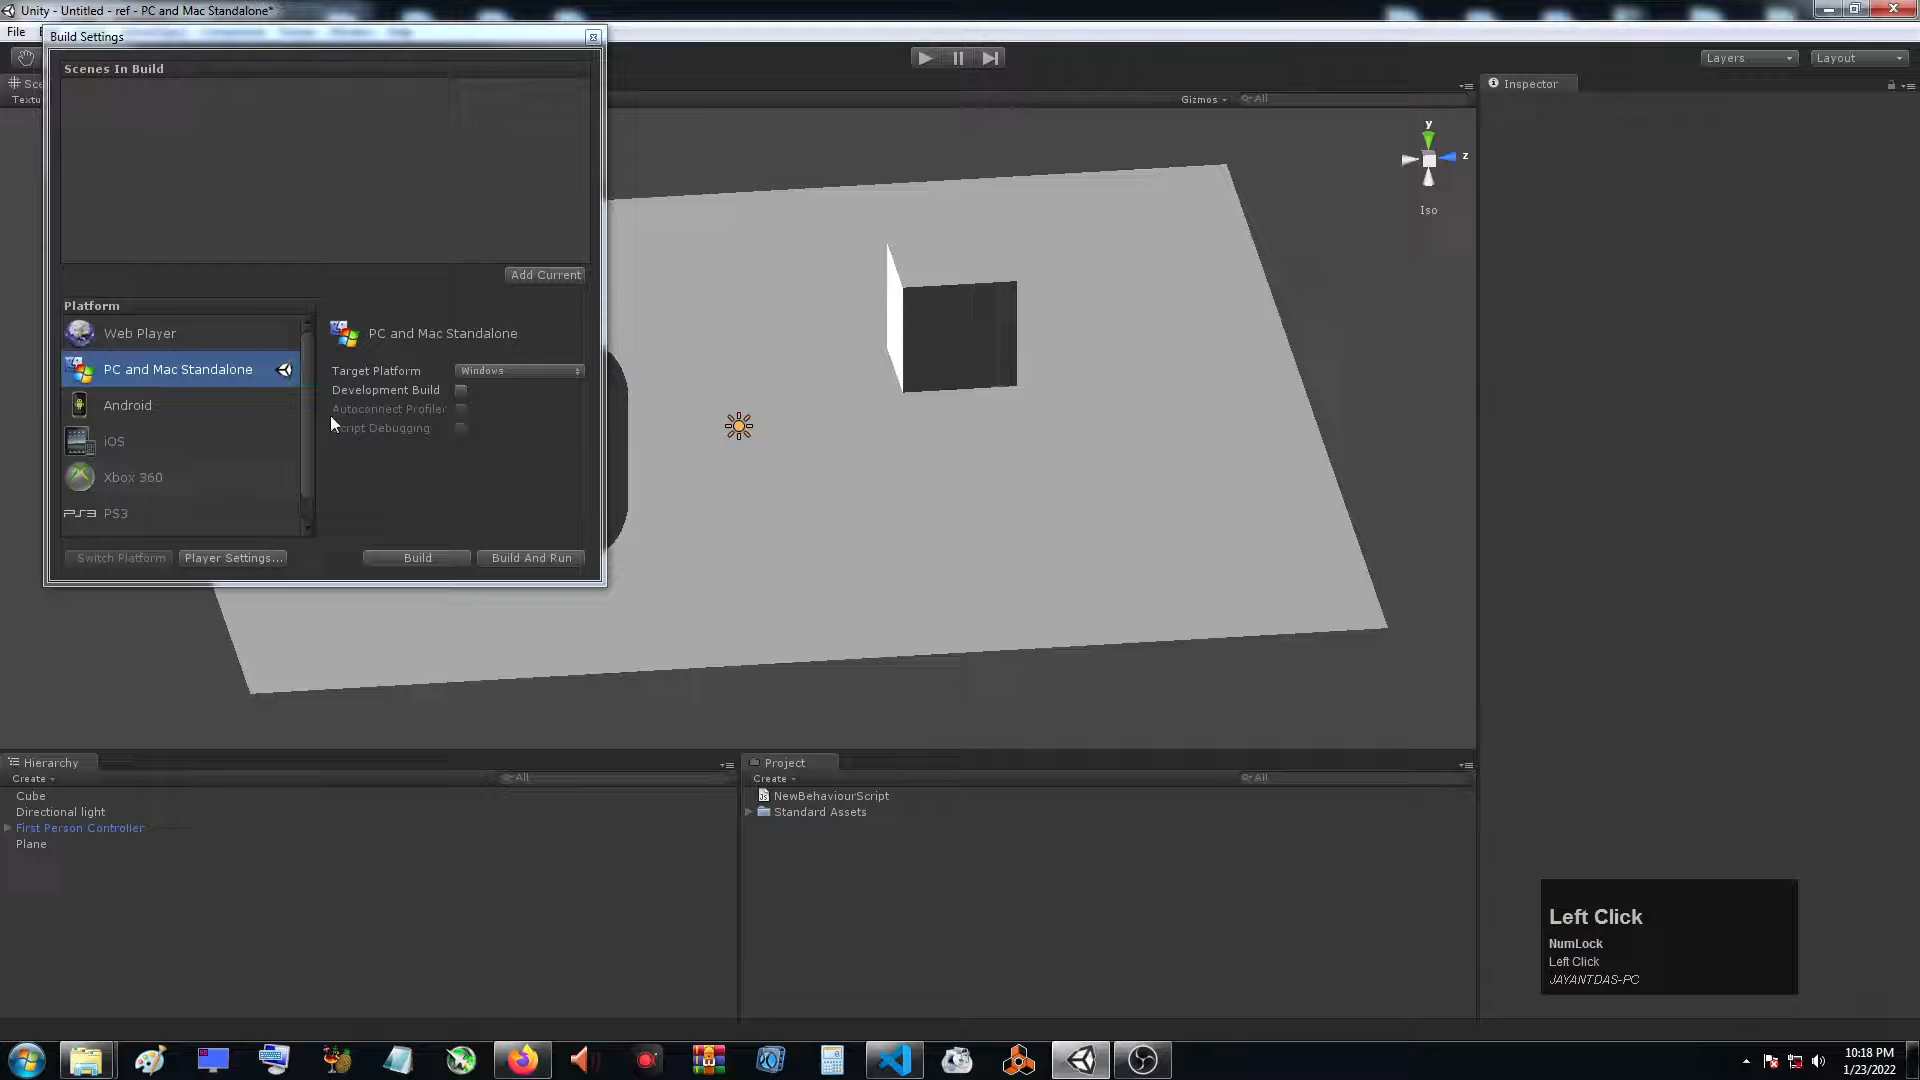 Unity - Untitled - ref - PC and Mac Standalone*
File
Build Settings
Scenes In Build
Layers
Layout
Inspector
Gizmos
All
y
z
Iso
Add Current
Platform
Web Player
PC and Mac Standalone
PC and Mac Standalone
Target Platform
Windows
Development Build
Android
Autoconnect Profiler
Script Debugging
iOS
Xbox 360
PS3
PS3
Switch Platform
Player Settings...
Build
Build And Run
Hierarchy
Create
All
Cube
Directional light
First Person Controller
Plane
Project
Create
All
NewBehaviourScript
Standard Assets
Left Click
NumLock
Left Click
JAYANTDAS-PC
10:18 PM
1/23/2022